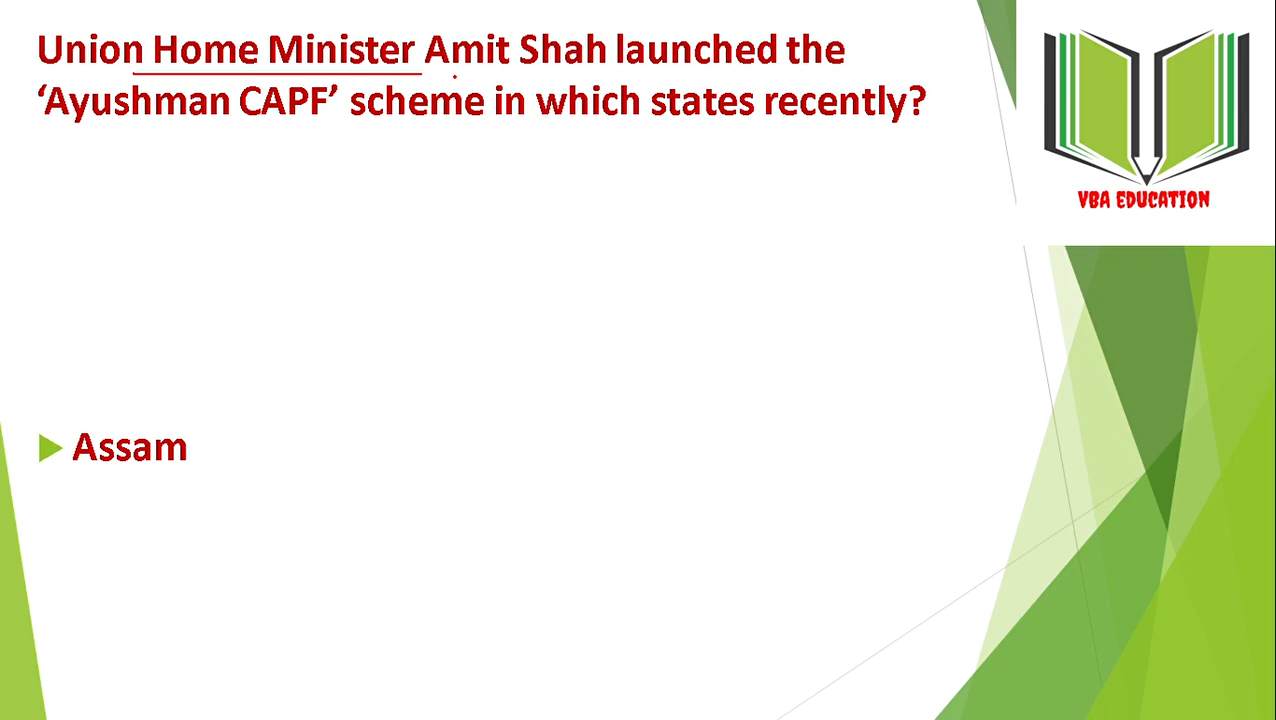 Union Home Minister Amit Shah launched the
‘Ayushman CAPF’ scheme in which states recently?
VBA EDUCATION
Assam